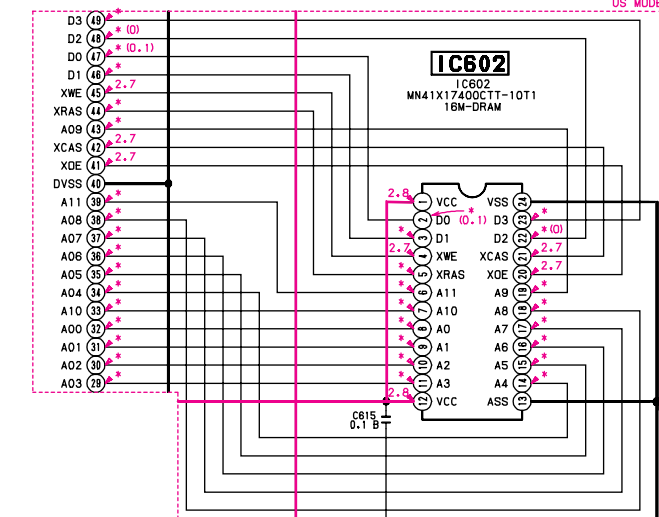 US MODE
D3 49 *
D2 48 * (0)
D0 47 * (0.1)
D1 46 *
XWE 45 2.7
XRAS 44 *
A09 43 *
XCAS 42 2.7
XOE 41 2.7
DVSS 40
A11 39 *
A08 38 *
A07 37 *
A06 36 *
A05 35 *
A04 34 *
A10 33 *
A00 32 *
A01 31 *
A02 30 *
A03 29 *
IC602
IC602
MN41X17400CTT-10T1
16M-DRAM
2.8 1 VCC VSS 24
2 D0 * (0.1) D3 23 *
* 3 D1 D2 22 * (0)
2.7 4 XWE XCAS 21 2.7
* 5 XRAS XOE 20 2.7
* 6 A11 A9 19 *
* 7 A10 A8 18 *
* 8 A0 A7 17 *
* 9 A1 A6 16 *
* 10 A2 A5 15 *
* 11 A3 A4 14 *
2.8 12 VCC ASS 13
C615
0.1 B